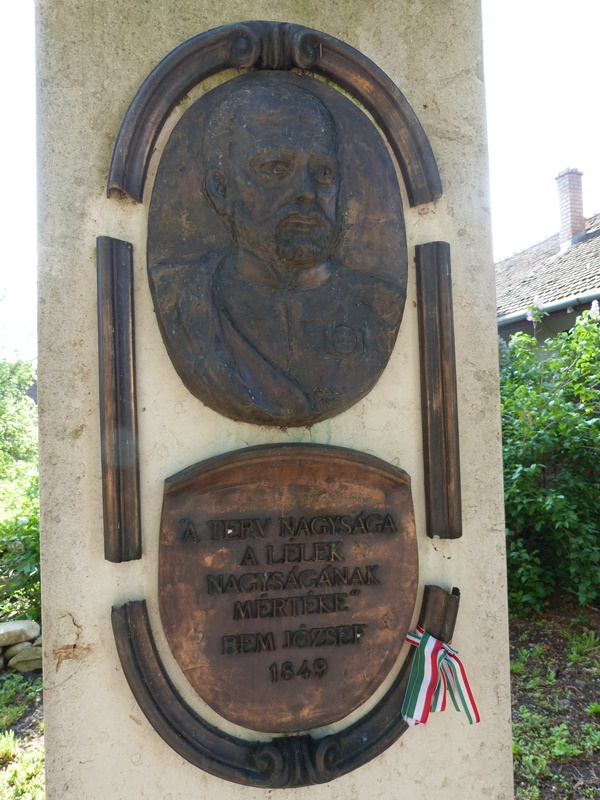 "A TERV NAGYSÁGA
A LÉLEK
NAGYSÁGÁNAK
MÉRTÉKE"
BEM JÓZSEF
1849